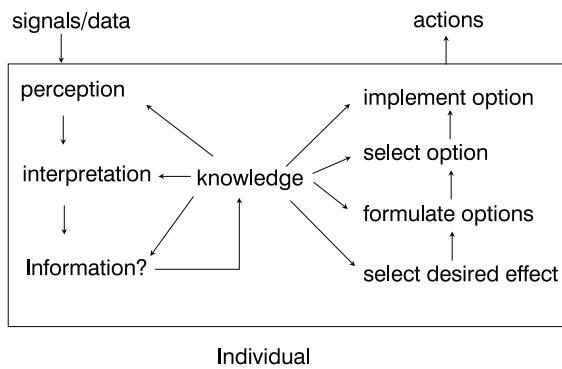 signals/data
actions
perception
implement option
interpretation
knowledge
select option
formulate options
Information?
select desired effect
Individual